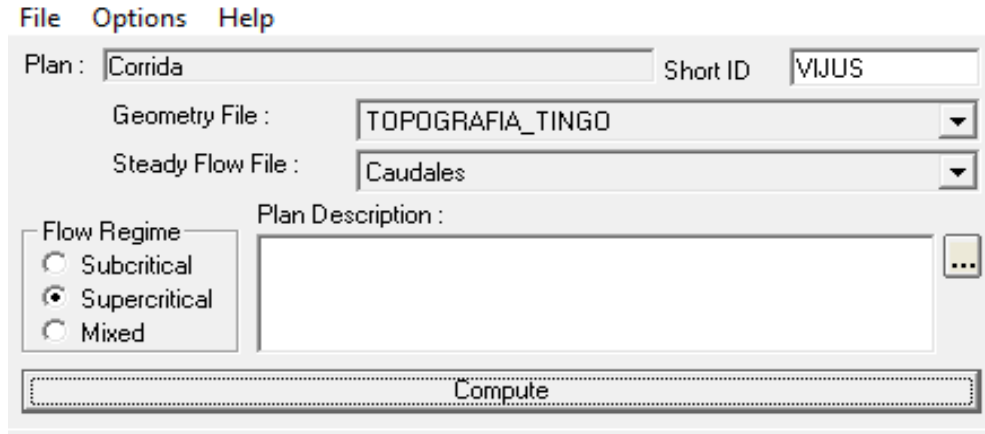 File Options Help
Plan : Corrida Short ID VIJUS
Geometry File : TOPOGRAFIA_TINGO
Steady Flow File : Caudales
Flow Regime
Subcritical
Supercritical
Mixed
Plan Description :
...
Compute